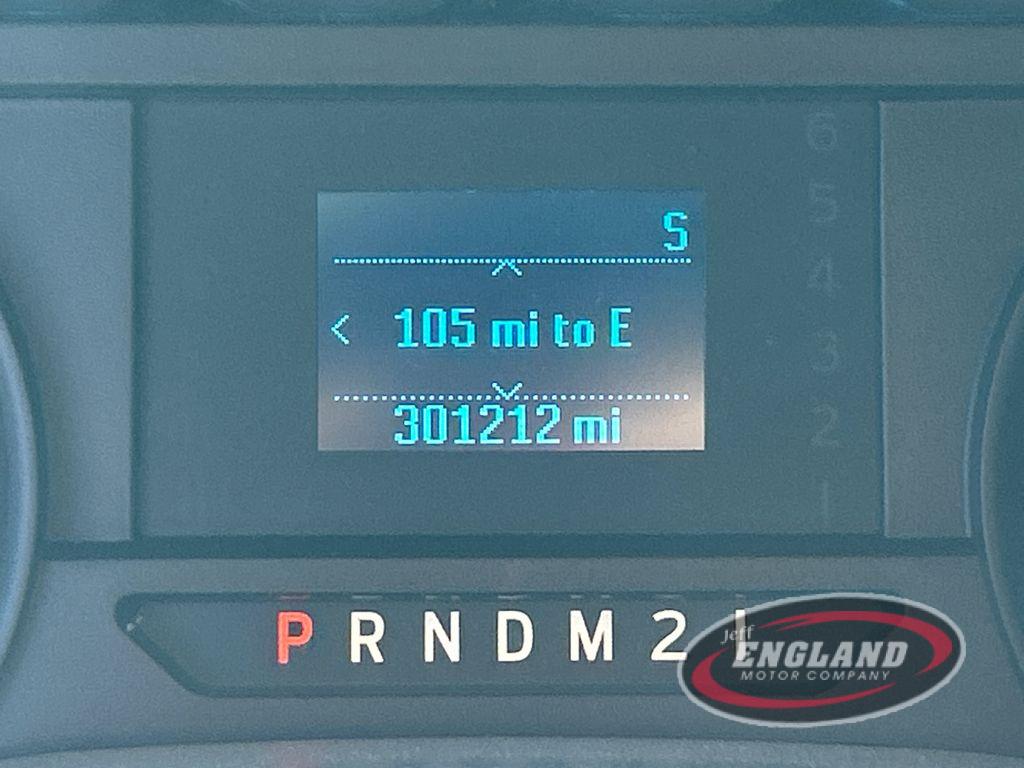 S
105 mi to E
301212 mi
6
5
4
3
2
1
P R N D M 2 1
Jeff
ENGLAND
MOTOR COMPANY